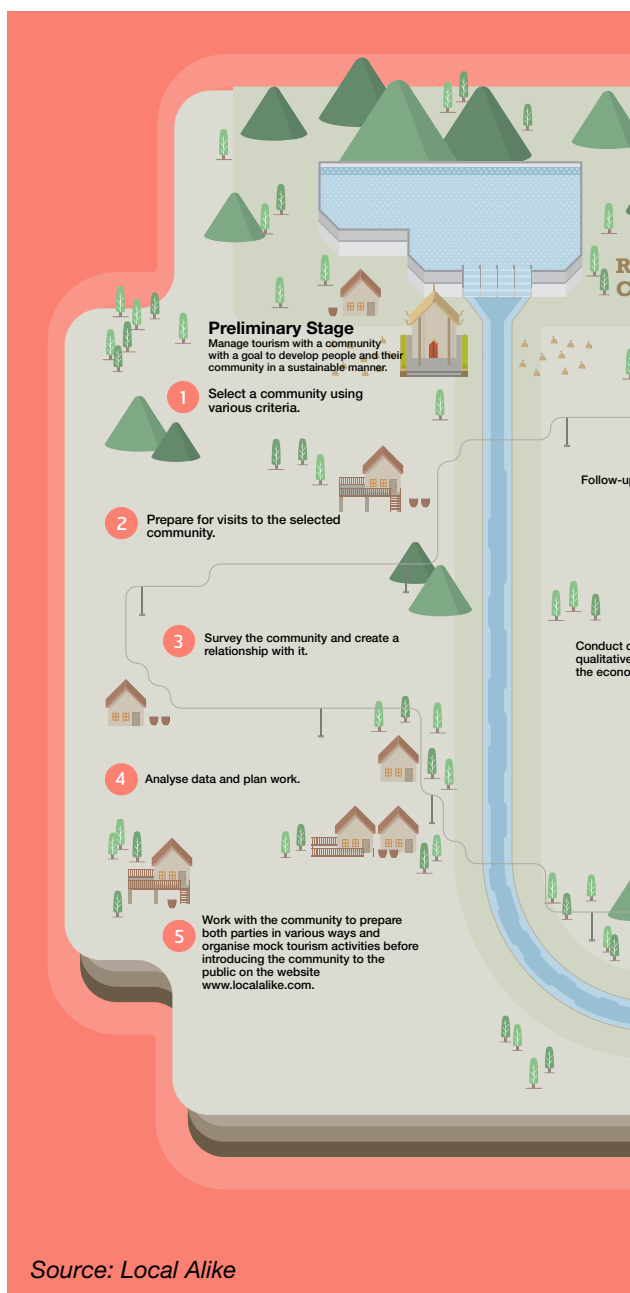 Preliminary Stage
Manage tourism with a community
with a goal to develop people and their
community in a sustainable manner.
1
Select a community using
various criteria.
2
Prepare for visits to the selected
community.
3
Survey the community and create a
relationship with it.
4
Analyse data and plan work.
5
Work with the community to prepare
both parties in various ways and
organise mock tourism activities before
introducing the community to the
public on the website
www.localalike.com.
R
C
Follow-up
Conduct
qualitative
the econo
Source: Local Alike